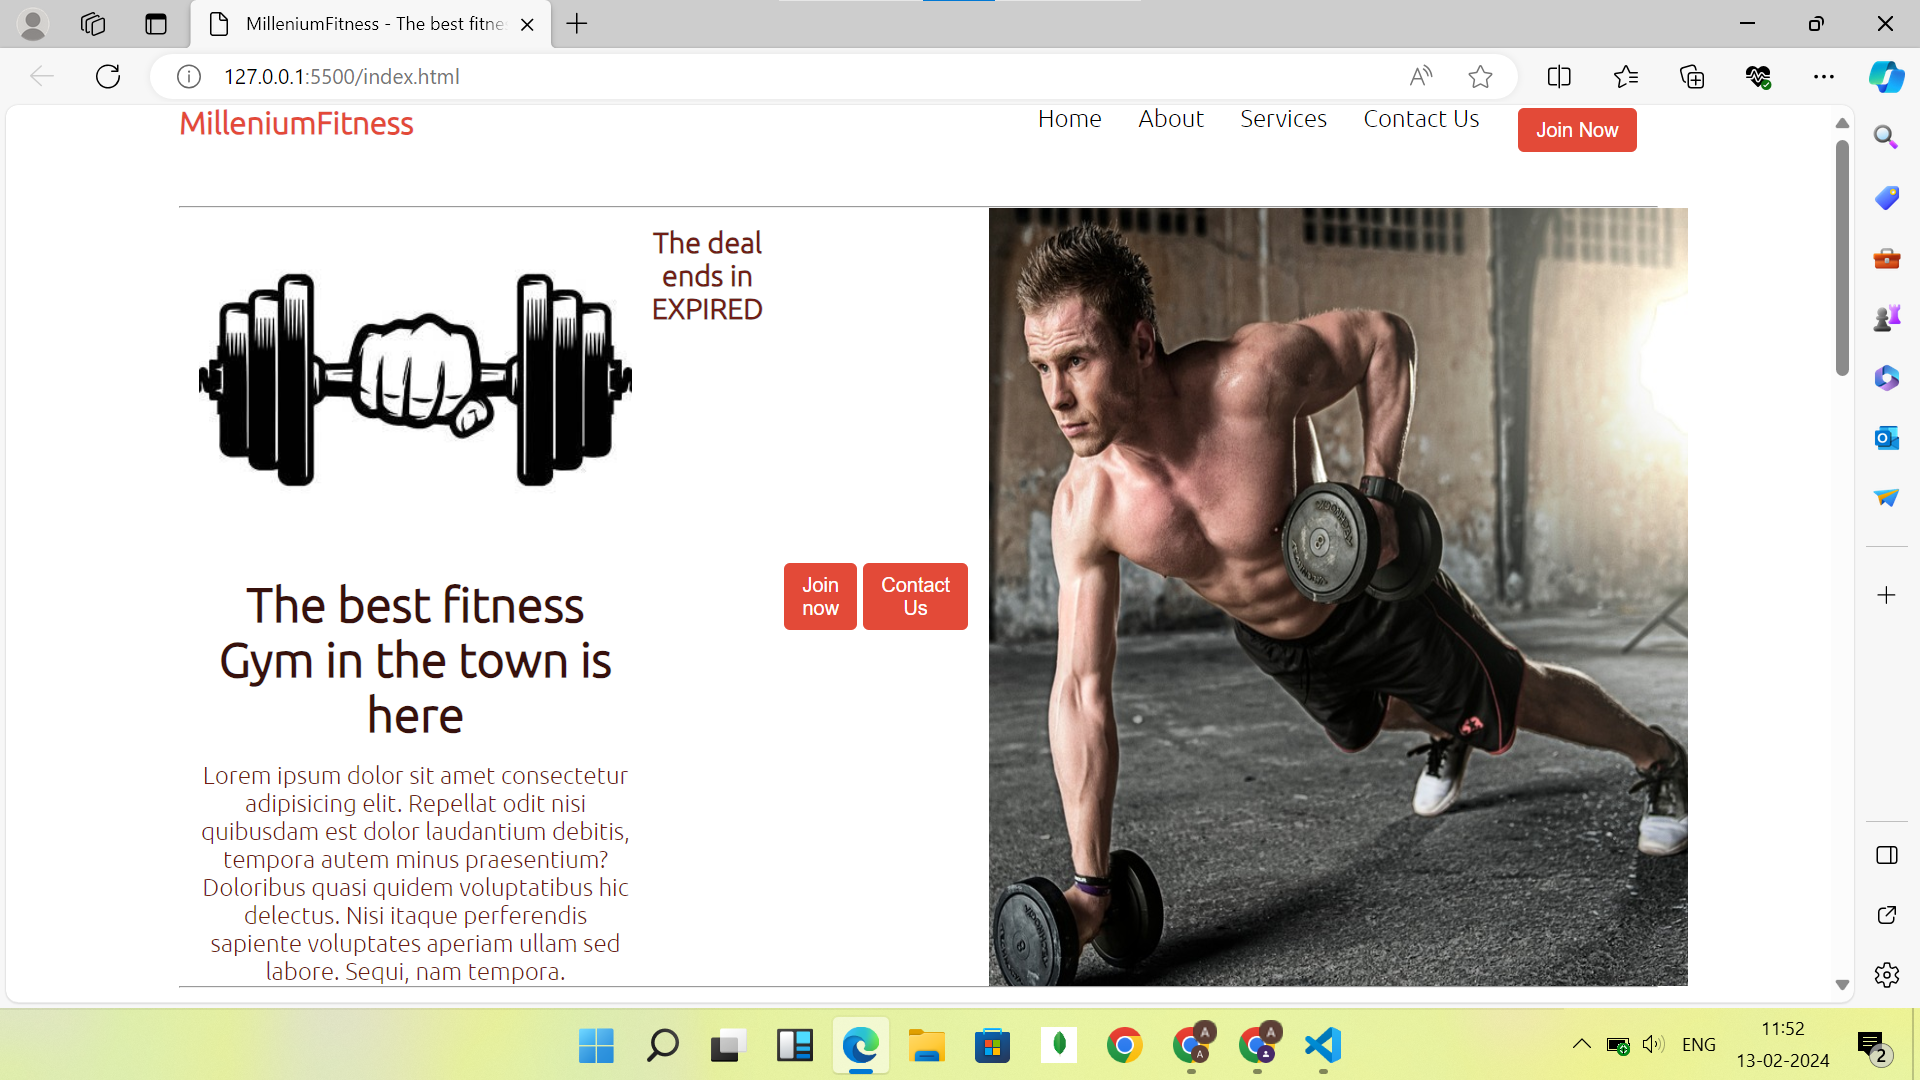 MilleniumFitness - The best fitne
127.0.0.1:5500/index.html
MilleniumFitness
Home About Services Contact Us Join Now
The deal
ends in
EXPIRED
Join
now
Contact
Us
The best fitness
Gym in the town is
here
Lorem ipsum dolor sit amet consectetur
adipisicing elit. Repellat odit nisi
quibusdam est dolor laudantium debitis,
tempora autem minus praesentium?
Doloribus quasi quidem voluptatibus hic
delectus. Nisi itaque perferendis
sapiente voluptates aperiam ullam sed
labore. Sequi, nam tempora.
ENG
11:52
13-02-2024
2